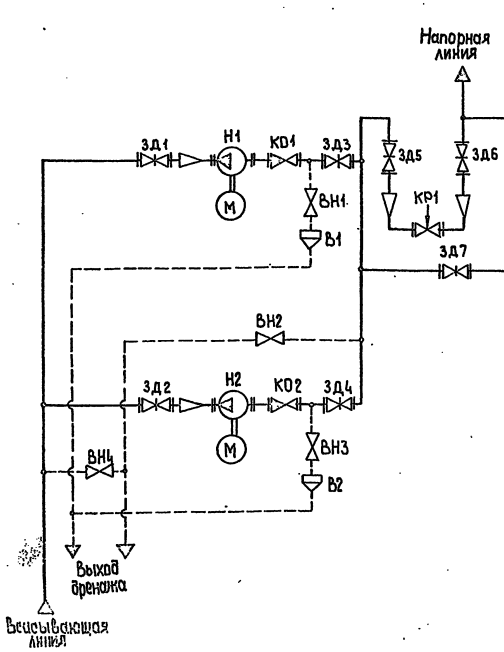 Напорная
линия
ЗД1
Н1
КО1
ЗД3
ЗД5
ЗД6
М
ВН1
КР1
В1
ЗД7
ВН2
ЗД2
Н2
КО2
ЗД4
М
ВН3
ВН4
В2
Выход
дренажа
Всасывающая
линия